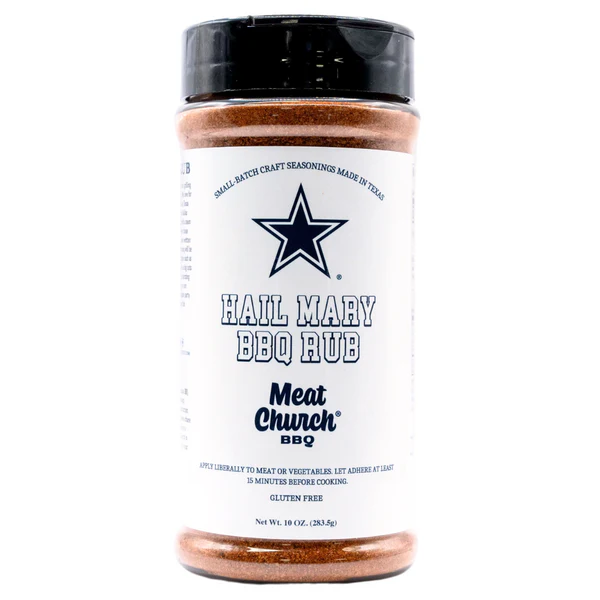 SMALL-BATCH CRAFT SEASONINGS MADE IN TEXAS
®
HAIL MARY
BBQ RUB
Meat
Church®
BBQ
APPLY LIBERALLY TO MEAT OR VEGETABLES. LET ADHERE AT LEAST
15 MINUTES BEFORE COOKING.
GLUTEN FREE
Net Wt. 10 OZ. (283.5g)